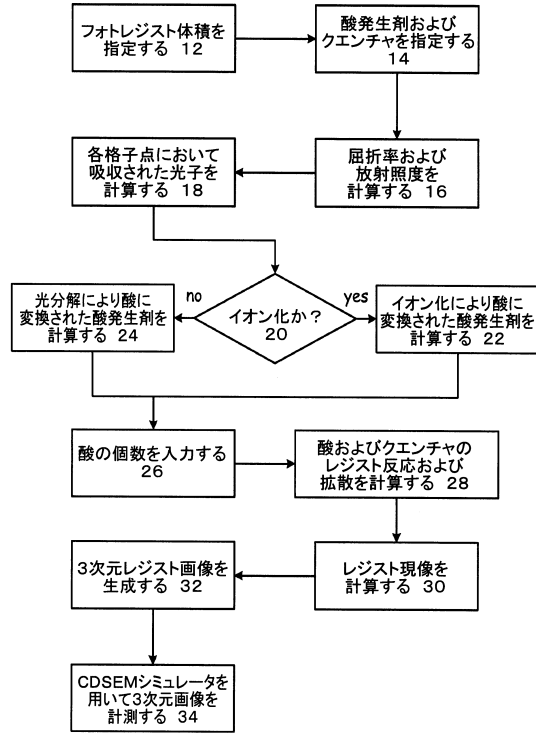 フォトレジスト体積を
指定する 12
酸発生剤および
クエンチャを指定する
14
各格子点において
吸収された光子を
計算する 18
屈折率および
放射照度を
計算する 16
no
yes
光分解により酸に
変換された酸発生剤を
計算する 24
イオン化か？
20
イオン化により酸に
変換された酸発生剤を
計算する 22
酸の個数を入力する
26
酸およびクエンチャの
レジスト反応および
拡散を計算する 28
3次元レジスト画像を
生成する 32
レジスト現像を
計算する 30
CDSEMシミュレータを
用いて3次元画像を
計測する 34